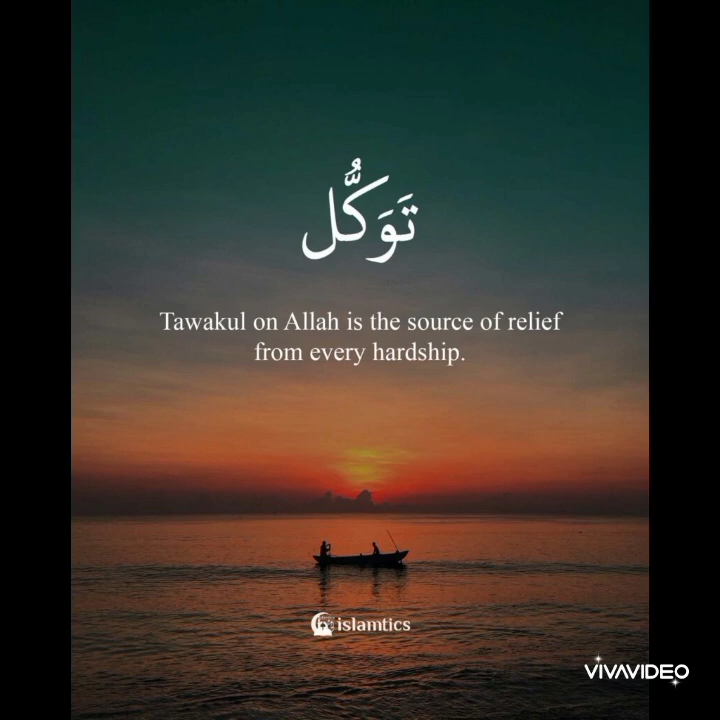 تَوَكُّل
Tawakul on Allah is the source of relief
from every hardship.
islamtics
VIVAVIDEO